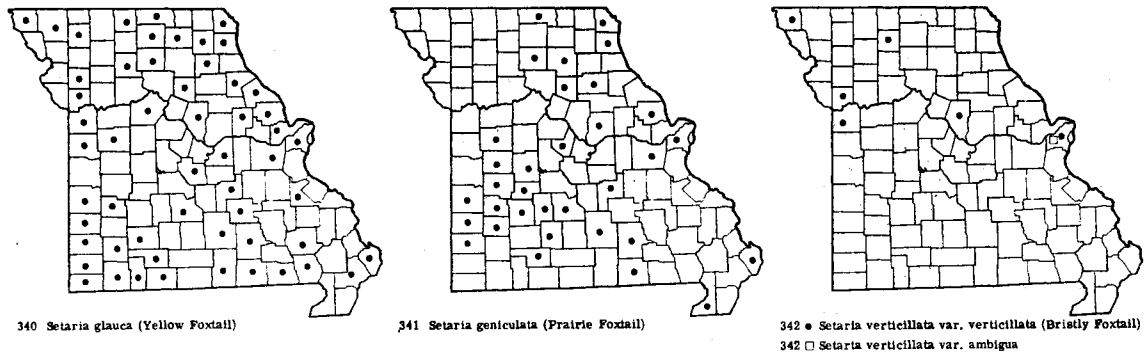 340 Setaria glauca (Yellow Foxtail)
341 Setaria geniculata (Prairie Foxtail)
342 ● Setaria verticillata var. verticillata (Bristly Foxtail)
342 □ Setaria verticillata var. ambigua